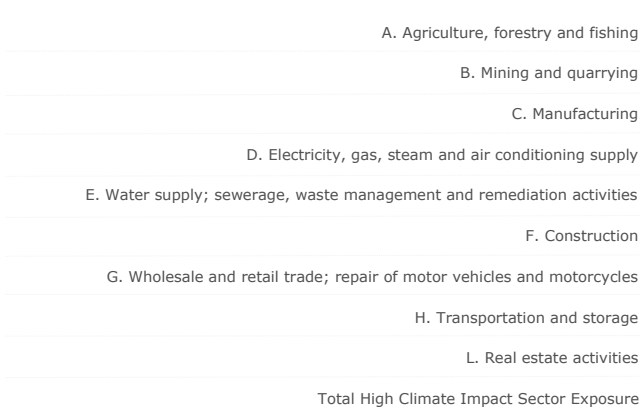 A. Agriculture, forestry and fishing
B. Mining and quarrying
C. Manufacturing
D. Electricity, gas, steam and air conditioning supply
E. Water supply; sewerage, waste management and remediation activities
F. Construction
G. Wholesale and retail trade; repair of motor vehicles and motorcycles
H. Transportation and storage
L. Real estate activities
Total High Climate Impact Sector Exposure